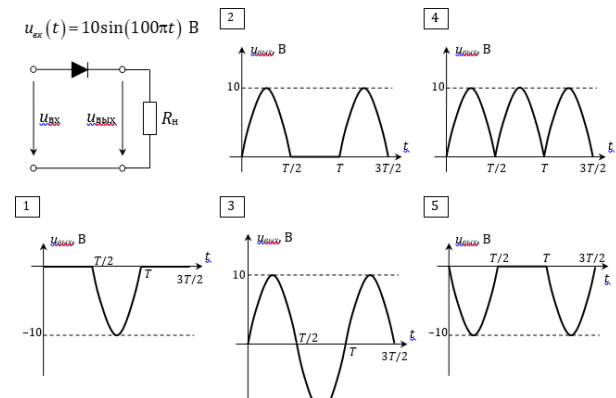 u_вх(t) = 10sin(100πt) В
u_вх
u_вых
R_н
2
u_вых, В
10
T/2
T
3T/2
t
4
u_вых, В
10
T/2
T
3T/2
t
1
u_вых, В
T/2
T
3T/2
t
−10
3
u_вых, В
10
T/2
T
3T/2
t
5
u_вых, В
T/2
T
3T/2
t
−10